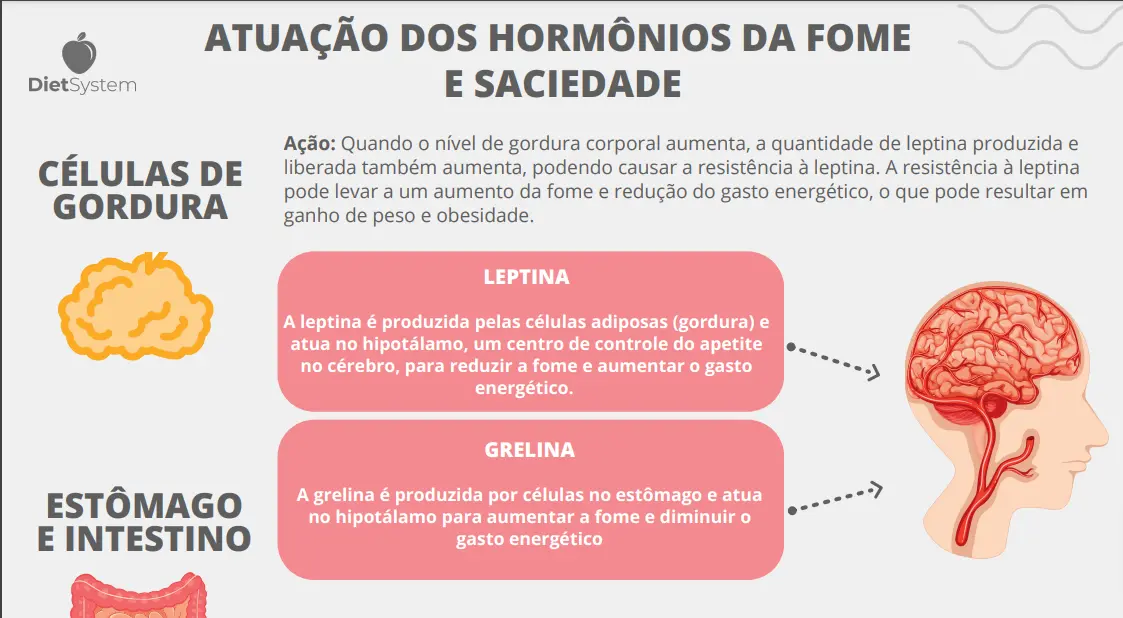 ATUAÇÃO DOS HORMÔNIOS DA FOME
E SACIEDADE
DietSystem
Ação: Quando o nível de gordura corporal aumenta, a quantidade de leptina produzida e
liberada também aumenta, podendo causar a resistência à leptina. A resistência à leptina
pode levar a um aumento da fome e redução do gasto energético, o que pode resultar em
ganho de peso e obesidade.
CÉLULAS DE
GORDURA
LEPTINA
A leptina é produzida pelas células adiposas (gordura) e
atua no hipotálamo, um centro de controle do apetite
no cérebro, para reduzir a fome e aumentar o gasto
energético.
GRELINA
A grelina é produzida por células no estômago e atua
no hipotálamo para aumentar a fome e diminuir o
gasto energético
ESTÔMAGO
E INTESTINO